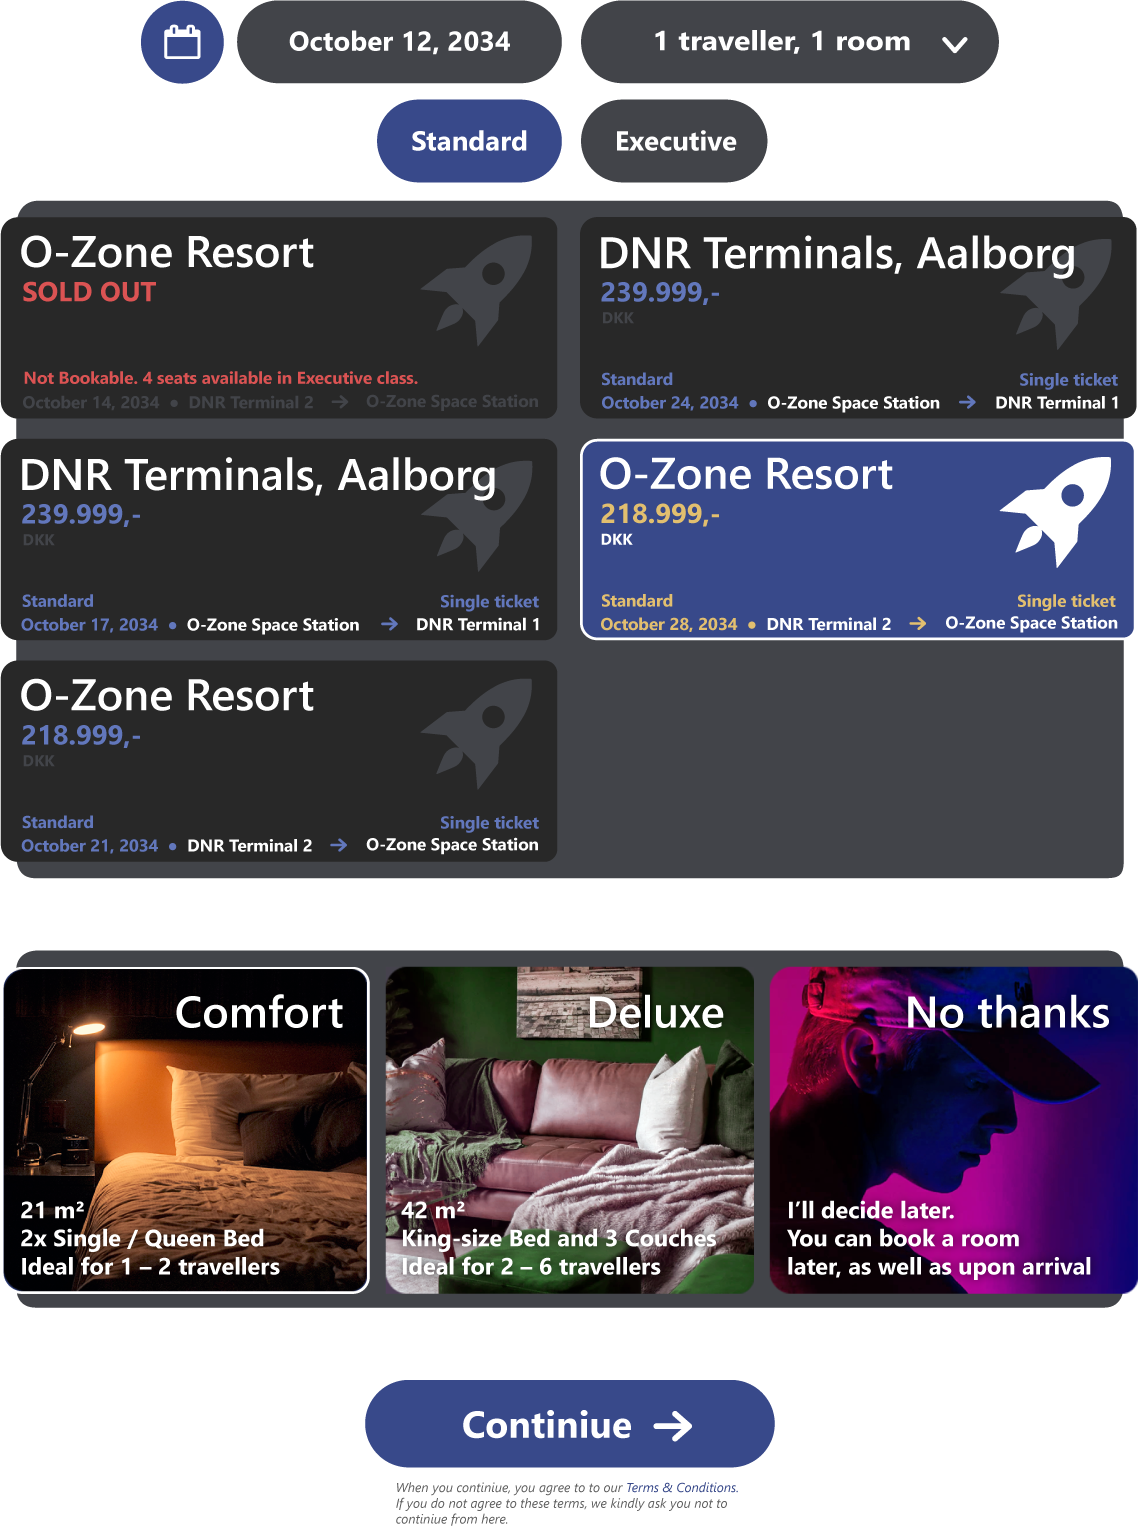 October 12, 2034
1 traveller, 1 room
Standard
Executive
O-Zone Resort
SOLD OUT
Not Bookable. 4 seats available in Executive class.
October 14, 2034 • DNR Terminal 2 → O-Zone Space Station
DNR Terminals, Aalborg
239.999,-
DKK
Standard Single ticket
October 24, 2034 • O-Zone Space Station → DNR Terminal 1
DNR Terminals, Aalborg
239.999,-
DKK
Standard Single ticket
October 17, 2034 • O-Zone Space Station → DNR Terminal 1
O-Zone Resort
218.999,-
DKK
Standard Single ticket
October 28, 2034 • DNR Terminal 2 → O-Zone Space Station
O-Zone Resort
218.999,-
DKK
Standard Single ticket
October 21, 2034 • DNR Terminal 2 → O-Zone Space Station
Comfort
21 m²
2x Single / Queen Bed
Ideal for 1 – 2 travellers
Deluxe
42 m²
King-size Bed and 3 Couches
Ideal for 2 – 6 travellers
No thanks
I’ll decide later.
You can book a room
later, as well as upon arrival
Continiue →
When you continiue, you agree to to our Terms & Conditions.
If you do not agree to these terms, we kindly ask you not to
continiue from here.